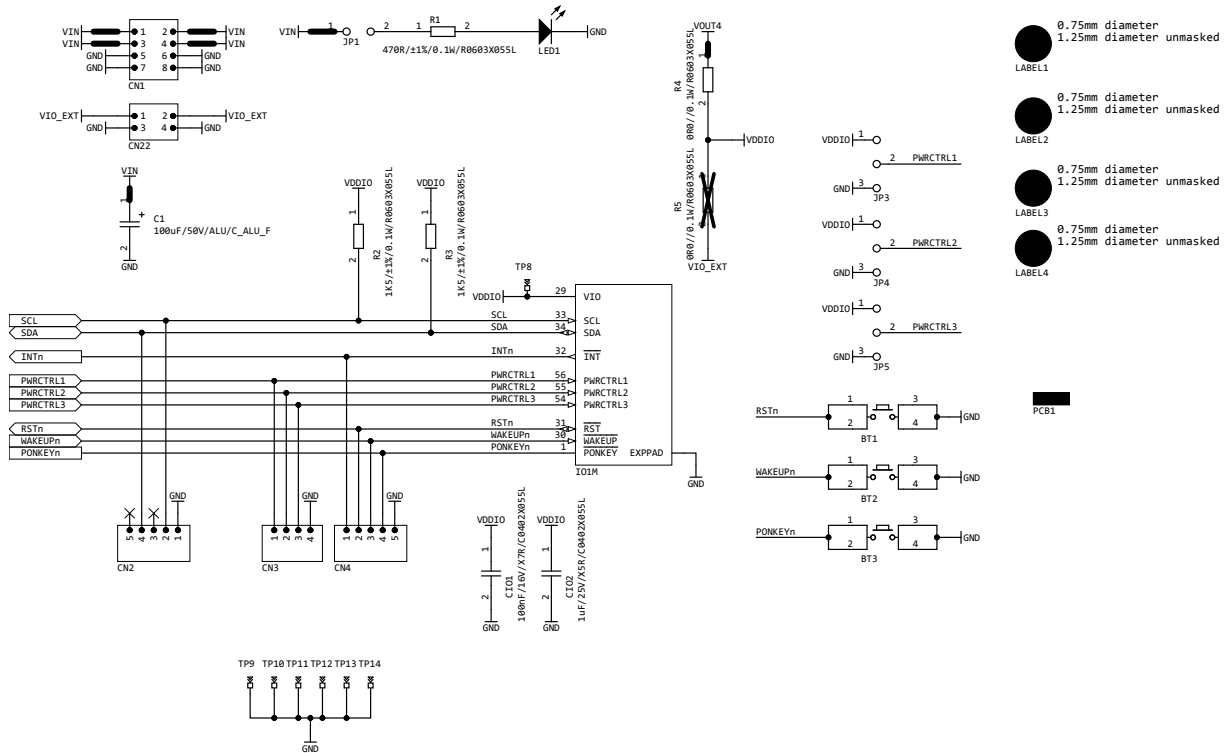 VIN 1 2 VIN
VIN 3 4 VIN
GND 5 6 GND
GND 7 8 GND
CN1
VIO_EXT 1 2 VIO_EXT
GND 3 4 GND
CN22
VIN 1 JP1 2 1 R1 2 LED1 GND
470R/±1%/0.1W/R0603X055L
VIN
1
+ C1
100uF/50V/ALU/C_ALU_F
2
GND
VDDIO
1
2
R2
1K5/±1%/0.1W/R0603X055L
VDDIO
1
2
R3
1K5/±1%/0.1W/R0603X055L
VOUT4
1
2
R4
0R0//0.1W/R0603X055L
VDDIO
R5
0R0//0.1W/R0603X055L
VIO_EXT
VDDIO 1
2 PWRCTRL1
GND 3
JP3
VDDIO 1
2 PWRCTRL2
GND 3
JP4
VDDIO 1
2 PWRCTRL3
GND 3
JP5
0.75mm diameter
1.25mm diameter unmasked
LABEL1
0.75mm diameter
1.25mm diameter unmasked
LABEL2
0.75mm diameter
1.25mm diameter unmasked
LABEL3
0.75mm diameter
1.25mm diameter unmasked
LABEL4
PCB1
TP8
VDDIO 29 VIO
SCL SCL 33 SCL
SDA SDA 34 SDA
INTn INTn 32 INT
PWRCTRL1 PWRCTRL1 56 PWRCTRL1
PWRCTRL2 PWRCTRL2 55 PWRCTRL2
PWRCTRL3 PWRCTRL3 54 PWRCTRL3
RSTn RSTn 31 RST
WAKEUPn WAKEUPn 30 WAKEUP
PONKEYn PONKEYn 1 PONKEY EXPPAD
IO1M
GND
GND
5 4 3 2 1
CN2
GND
1 2 3 4
CN3
GND
1 2 3 4 5
CN4
VDDIO
1
2
GND
CIO1
100nF/16V/X7R/C0402X055L
VDDIO
1
2
GND
CIO2
1uF/25V/X5R/C0402X055L
RSTn 1 3 GND
2 4
BT1
WAKEUPn 1 3 GND
2 4
BT2
PONKEYn 1 3 GND
2 4
BT3
TP9 TP10 TP11 TP12 TP13 TP14
GND